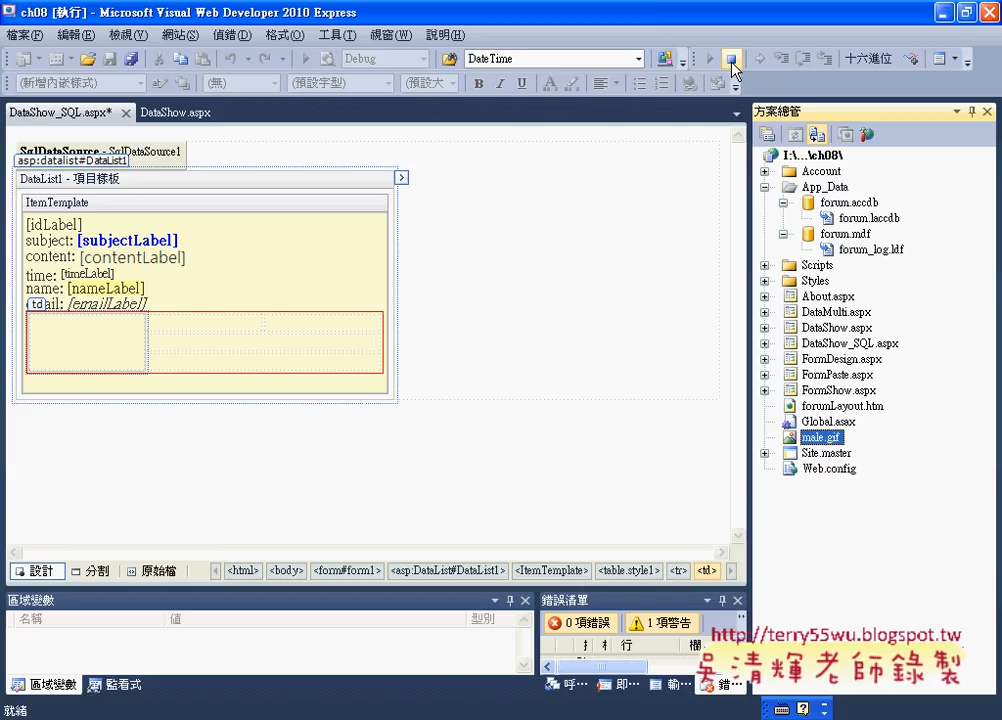 ch08 [執行] - Microsoft Visual Web Developer 2010 Express
檔案(F) 編輯(E) 檢視(V) 網站(S) 偵錯(D) 格式(O) 工具(T) 視窗(W) 說明(H)
Debug DateTime 十六進位
(新增內嵌樣式) (無) (預設字型) (預設大 B I U A
DataShow_SQL.aspx* DataShow.aspx
SqlDataSource - SqlDataSource1
asp:datalist#DataList1
DataList1 - 項目樣板
ItemTemplate
[idLabel]
subject: [subjectLabel]
content: [contentLabel]
time: [timeLabel]
name: [nameLabel]
td
[emailLabel]
設計 分割 原始檔 <html> <body> <form#form1> <asp:DataList#DataList1> <ItemTemplate> <table.style1> <tr> <td>
方案總管
I:\...\ch08\
Account
App_Data
forum.accdb
forum.laccdb
forum.mdf
forum_log.ldf
Scripts
Styles
About.aspx
DataMulti.aspx
DataShow.aspx
DataShow_SQL.aspx
FormDesign.aspx
FormPaste.aspx
FormShow.aspx
forumLayout.htm
Global.asax
male.gif
Site.master
Web.config
區域變數
名稱 值 型別
區域變數 監看式
錯誤清單
0 項錯誤 1 項警告
行 欄
呼… 即… 輸… 錯…
http://terry55wu.blogspot.tw
吳清輝老師錄製
就緒